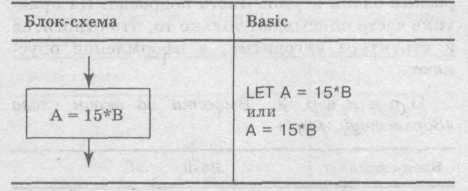 Блок-схема
Basic
A = 15*B
LET A = 15*B
или
A = 15*B